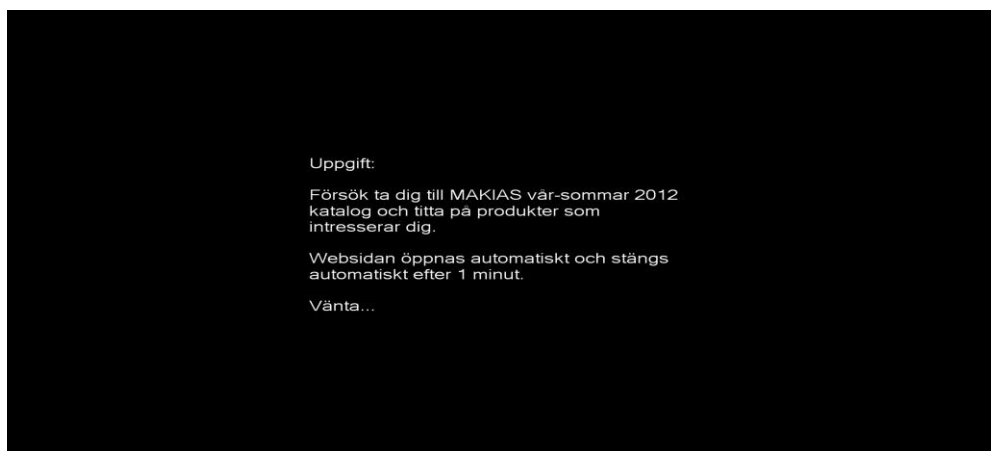 Uppgift:
Försök ta dig till MAKIAS vår-sommar 2012
katalog och titta på produkter som
intresserar dig.
Websidan öppnas automatiskt och stängs
automatiskt efter 1 minut.
Vänta...